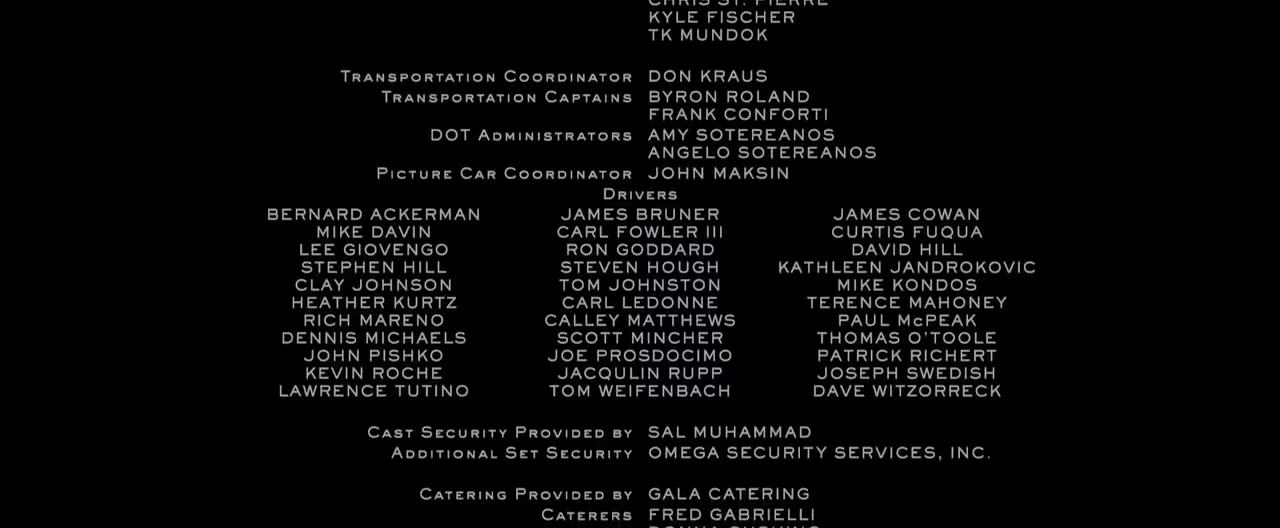 CHRIS ST. PIERRE
KYLE FISCHER
TK MUNDOK
TRANSPORTATION COORDINATOR DON KRAUS
TRANSPORTATION CAPTAINS BYRON ROLAND
FRANK CONFORTI
DOT ADMINISTRATORS AMY SOTEREANOS
ANGELO SOTEREANOS
PICTURE CAR COORDINATOR JOHN MAKSIN
DRIVERS
BERNARD ACKERMAN JAMES BRUNER JAMES COWAN
MIKE DAVIN CARL FOWLER III CURTIS FUQUA
LEE GIOVENGO RON GODDARD DAVID HILL
STEPHEN HILL STEVEN HOUGH KATHLEEN JANDROKOVIC
CLAY JOHNSON TOM JOHNSTON MIKE KONDOS
HEATHER KURTZ CARL LEDONNE TERENCE MAHONEY
RICH MARENO CALLEY MATTHEWS PAUL McPEAK
DENNIS MICHAELS SCOTT MINCHER THOMAS O'TOOLE
JOHN PISHKO JOE PROSDOCIMO PATRICK RICHERT
KEVIN ROCHE JACQULIN RUPP JOSEPH SWEDISH
LAWRENCE TUTINO TOM WEIFENBACH DAVE WITZORRECK
CAST SECURITY PROVIDED BY SAL MUHAMMAD
ADDITIONAL SET SECURITY OMEGA SECURITY SERVICES, INC.
CATERING PROVIDED BY GALA CATERING
CATERERS FRED GABRIELLI